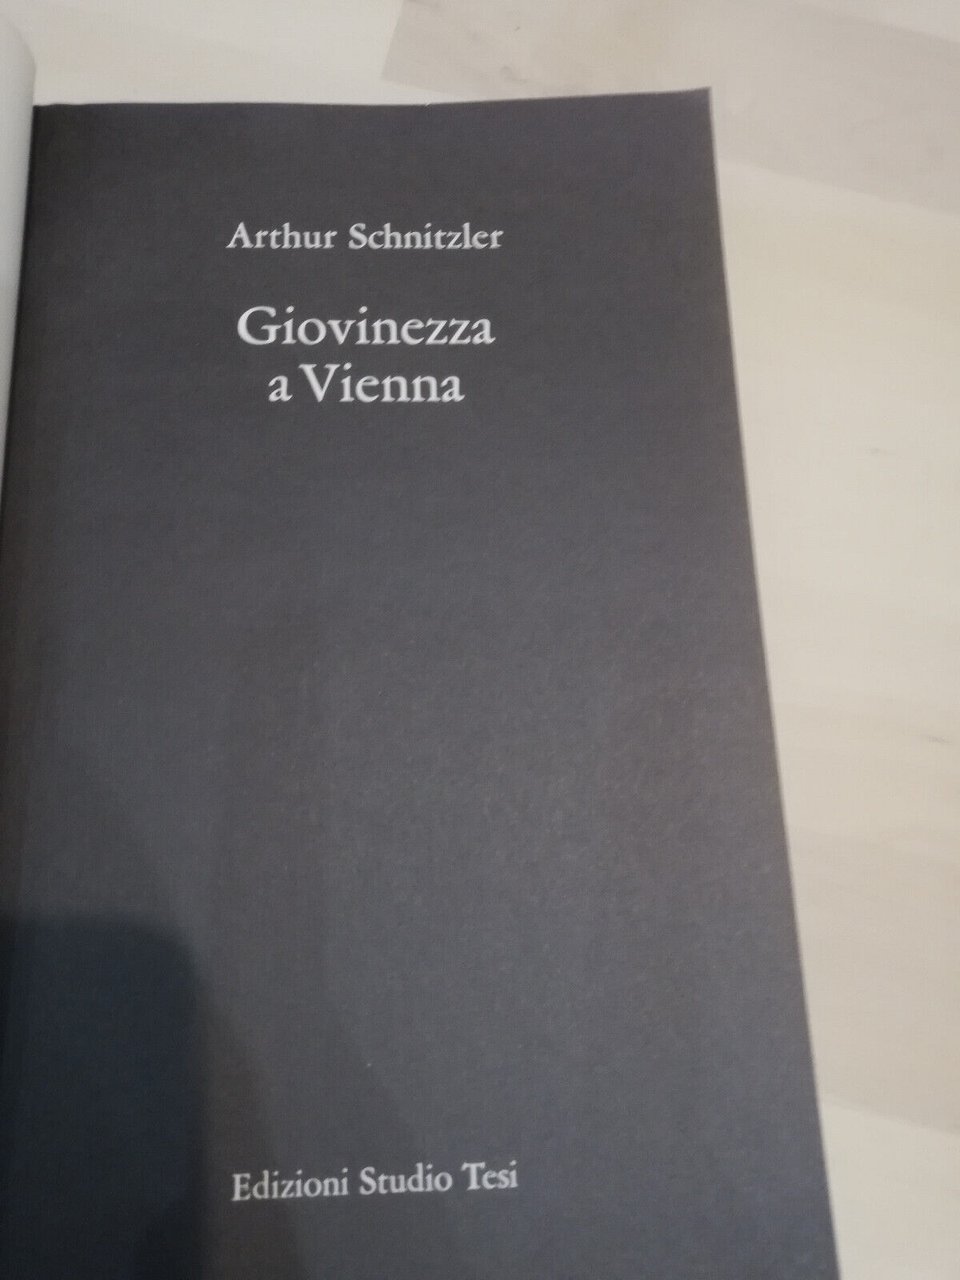 Arthur Schnitzler
Giovinezza
a Vienna
Edizioni Studio Tesi